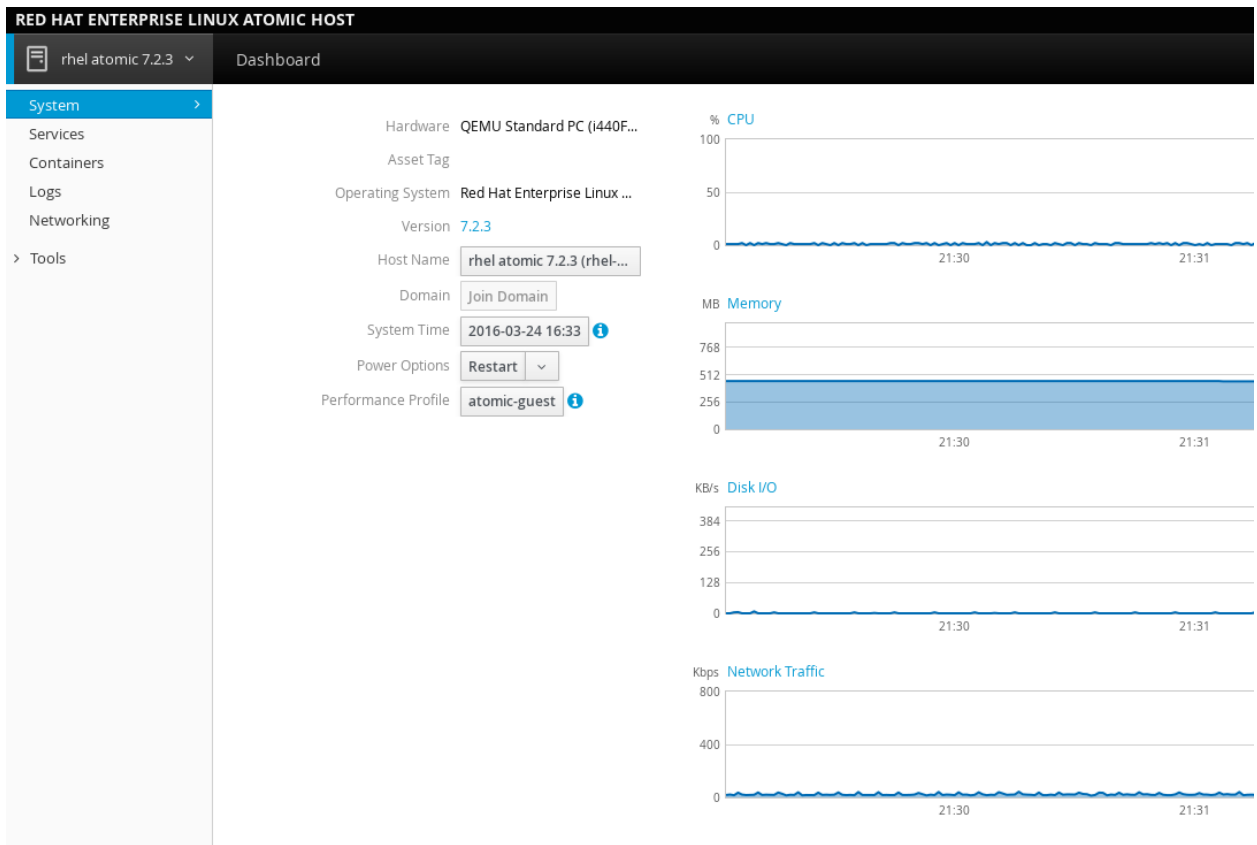 RED HAT ENTERPRISE LINUX ATOMIC HOST
rhel atomic 7.2.3
Dashboard
System
Services
Containers
Logs
Networking
Tools
Hardware QEMU Standard PC (i440F...
Asset Tag
Operating System Red Hat Enterprise Linux ...
Version 7.2.3
Host Name rhel atomic 7.2.3 (rhel-...
Domain Join Domain
System Time 2016-03-24 16:33
Power Options Restart
Performance Profile atomic-guest
% CPU
100
50
0
21:30 21:31
MB Memory
768
512
256
0
21:30 21:31
KB/s Disk I/O
384
256
128
0
21:30 21:31
Kbps Network Traffic
800
400
0
21:30 21:31